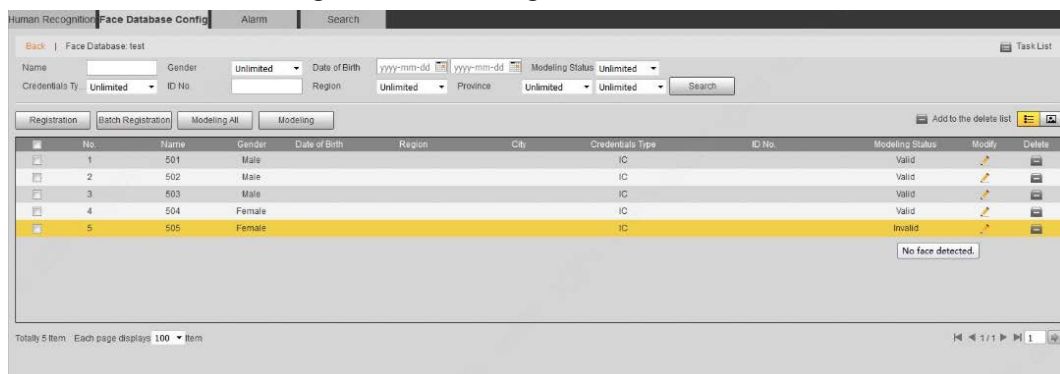 Human Recognition Face Database Config Alarm Search
Back | Face Database: test Task List
Name Gender Unlimited Date of Birth yyyy-mm-dd yyyy-mm-dd Modeling Status Unlimited
Credentials Ty... Unlimited ID No. Region Unlimited Province Unlimited Unlimited Search
Registration Batch Registration Modeling All Modeling Add to the delete list
No. Name Gender Date of Birth Region City Credentials Type ID No. Modeling Status Modify Delete
1 501 Male IC Valid
2 502 Male IC Valid
3 503 Male IC Valid
4 504 Female IC Valid
5 505 Female IC Invalid
No face detected.
Totally 5 Item Each page displays 100 Item 1/1 1